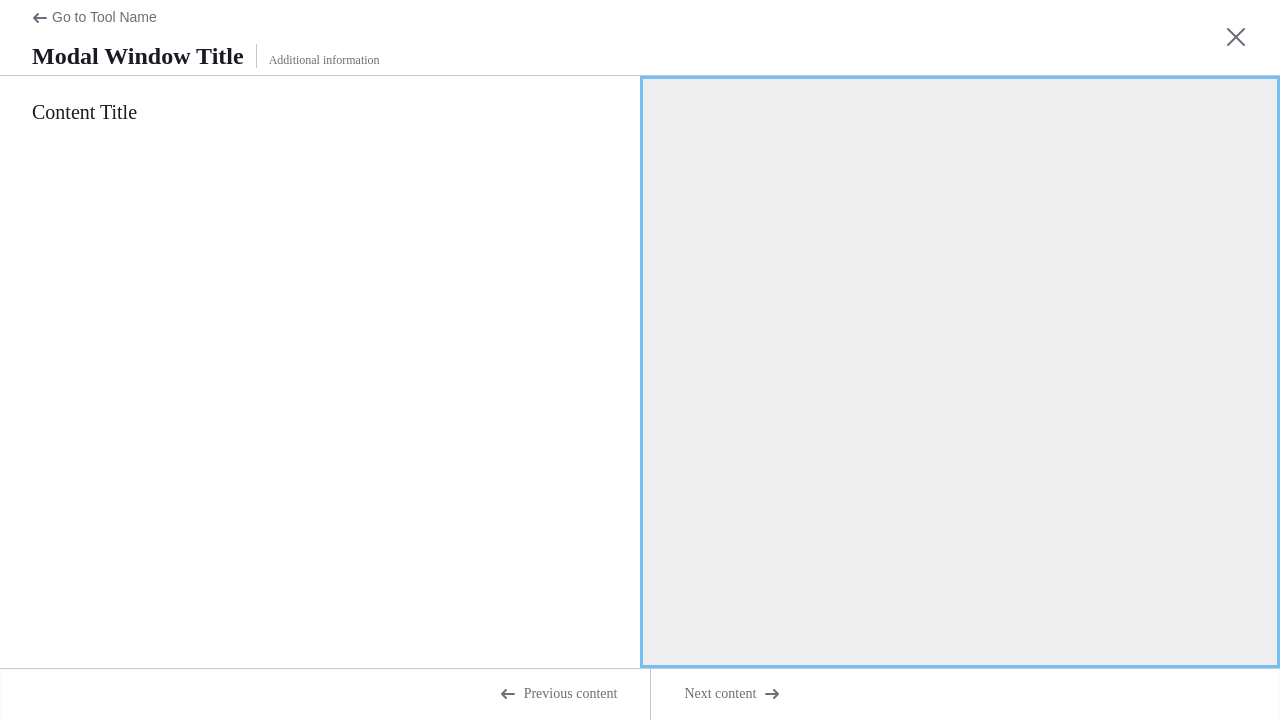 Go to Tool Name
Modal Window Title
Additional information
Content Title
Previous content
Next content